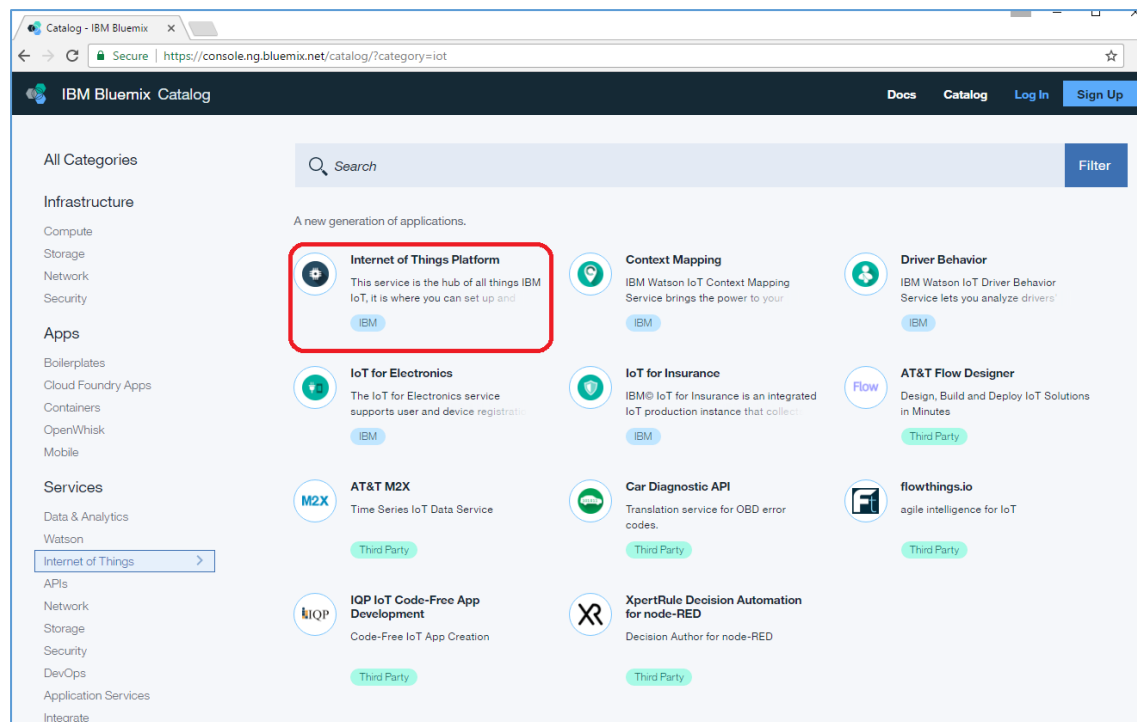 Catalog - IBM Bluemix
Secure https://console.ng.bluemix.net/catalog/?category=iot
IBM Bluemix Catalog
Docs Catalog Log In Sign Up
All Categories
Infrastructure
Compute
Storage
Network
Security
Apps
Boilerplates
Cloud Foundry Apps
Containers
OpenWhisk
Mobile
Services
Data & Analytics
Watson
Internet of Things
APIs
Network
Storage
Security
DevOps
Application Services
Integrate
Search
Filter
A new generation of applications.
Internet of Things Platform
This service is the hub of all things IBM
IoT, it is where you can set up and
IBM
Context Mapping
IBM Watson IoT Context Mapping
Service brings the power to your
IBM
Driver Behavior
IBM Watson IoT Driver Behavior
Service lets you analyze drivers'
IBM
IoT for Electronics
The IoT for Electronics service
supports user and device registrati
IBM
IoT for Insurance
IBM© IoT for Insurance is an integrated
IoT production instance that collect
IBM
Flow
AT&T Flow Designer
Design, Build and Deploy IoT Solutions
in Minutes
Third Party
M2X
AT&T M2X
Time Series IoT Data Service
Third Party
Car Diagnostic API
Translation service for OBD error
codes.
Third Party
Ft
flowthings.io
agile intelligence for IoT
Third Party
IQP
IQP IoT Code-Free App
Development
Code-Free IoT App Creation
Third Party
XR
XpertRule Decision Automation
for node-RED
Decision Author for node-RED
Third Party